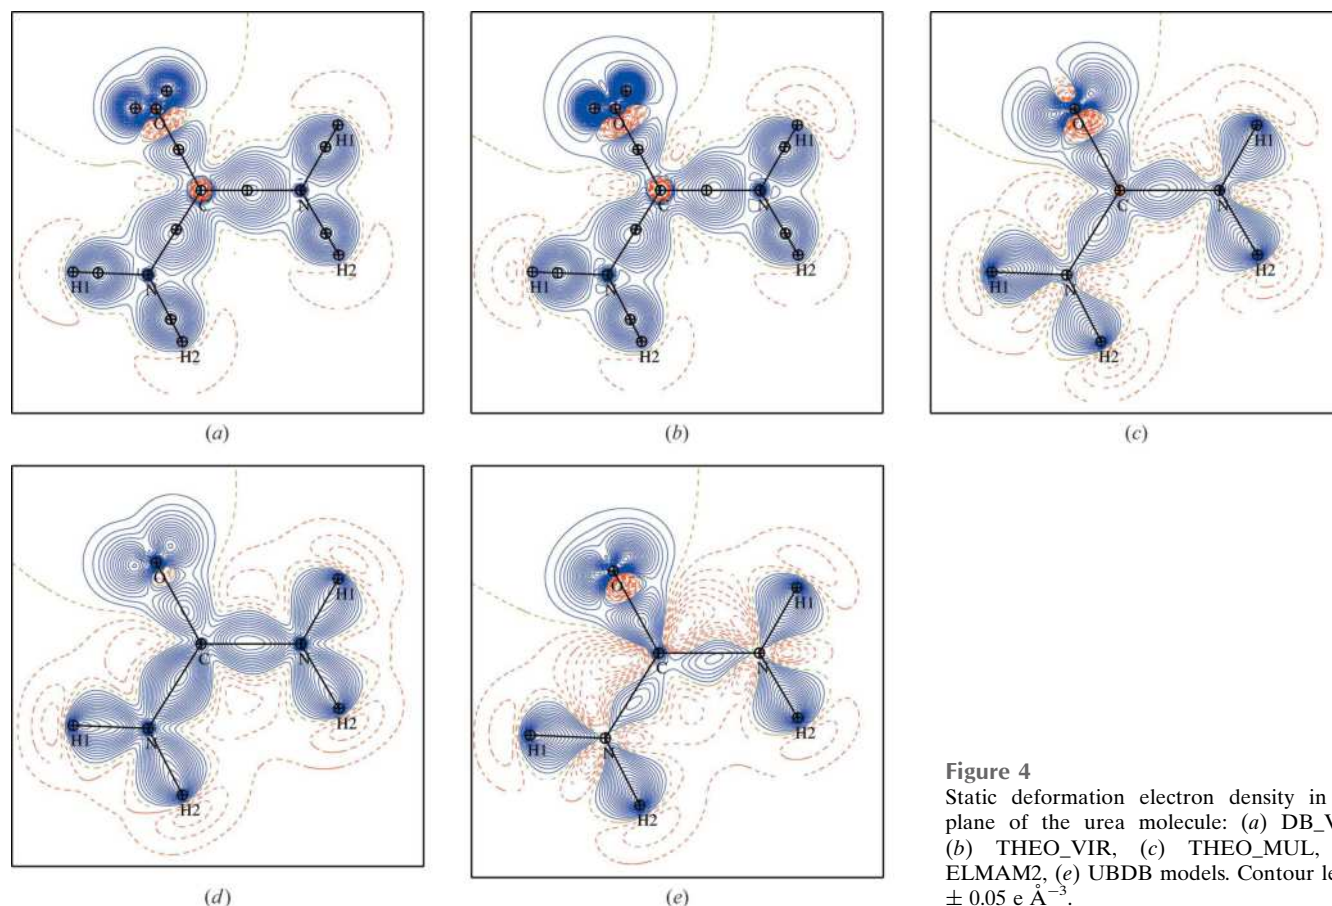 O
H1
C
N
H2
H1
N
H2
(a)
O
H1
C
N
H2
H1
N
H2
(b)
O
H1
C
N
H2
H1
N
H2
(c)
O
H1
C
N
H2
H1
N
H2
(d)
O
H1
C
N
H2
H1
N
H2
(e)
Figure 4
Static deformation electron density in
plane of the urea molecule: (a) DB_V
(b) THEO_VIR, (c) THEO_MUL,
ELMAM2, (e) UBDB models. Contour le
± 0.05 e Å⁻³.